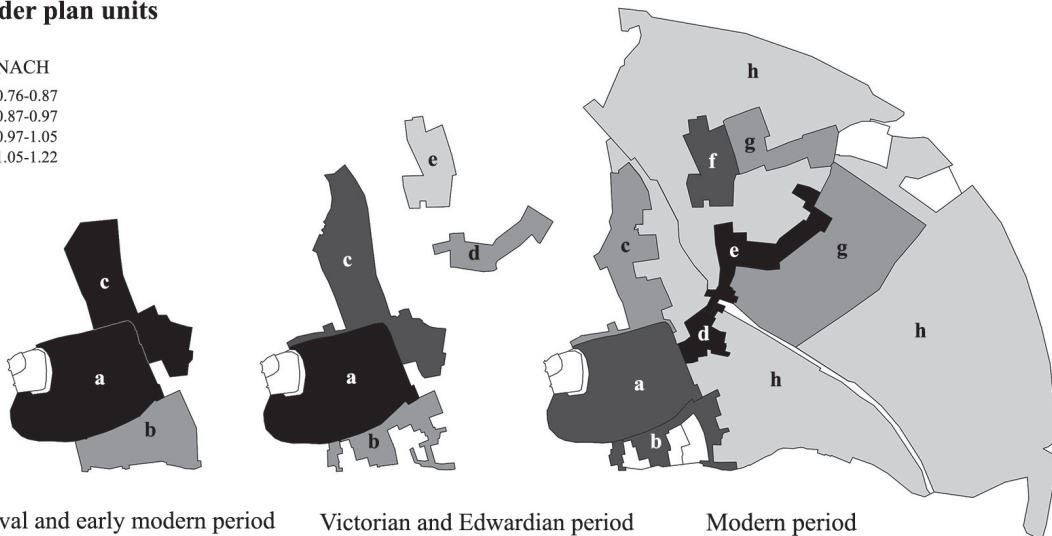 der plan units
NACH
0.76-0.87
0.87-0.97
0.97-1.05
1.05-1.22
h
e
f
g
c
c
d
c
e
g
h
d
a
a
a
h
b
b
b
val and early modern period
Victorian and Edwardian period
Modern period